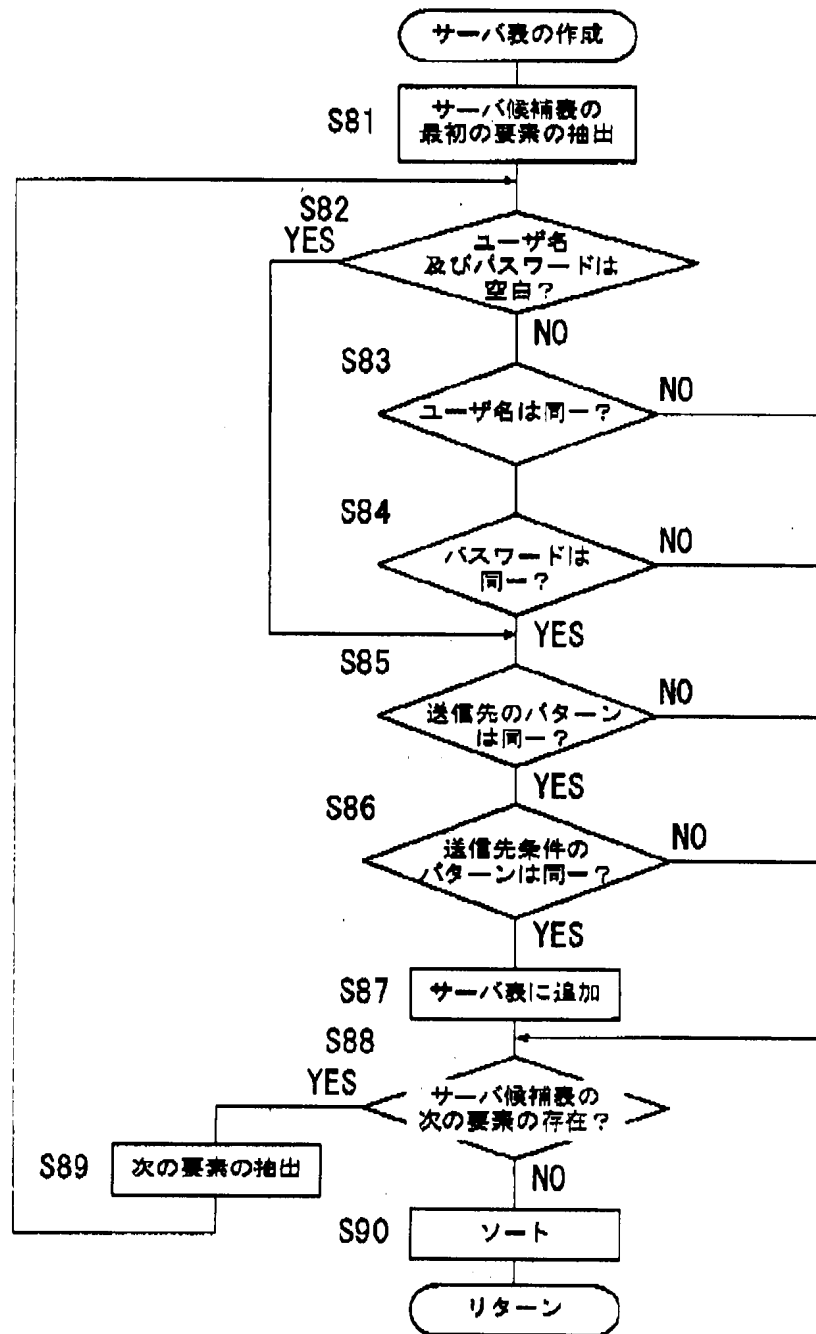 サーバ表の作成
S81
サーバ候補表の
最初の要素の抽出
S82
YES
ユーザ名
及びパスワードは
空白?
NO
S83
NO
ユーザ名は同一?
S84
NO
パスワードは
同一?
YES
S85
NO
送信先のパターン
は同一?
YES
S86
NO
送信先条件の
パターンは同一?
YES
S87
サーバ表に追加
S88
YES
サーバ候補表の
次の要素の存在?
S89
次の要素の抽出
NO
S90
ソート
リターン